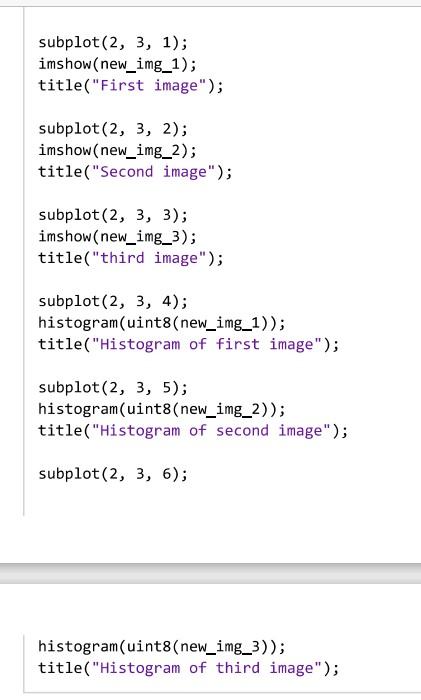 subplot(2, 3, 1);
imshow(new_img_1);
title("First image");
subplot(2, 3, 2);
imshow(new_img_2);
title("Second image");
subplot(2, 3, 3);
imshow(new_img_3);
title("third image");
subplot(2, 3, 4);
histogram(uint8(new_img_1));
title("Histogram of first image");
subplot(2, 3, 5);
histogram(uint8(new_img_2));
title("Histogram of second image");
subplot(2, 3, 6);
histogram(uint8(new_img_3));
title("Histogram of third image");